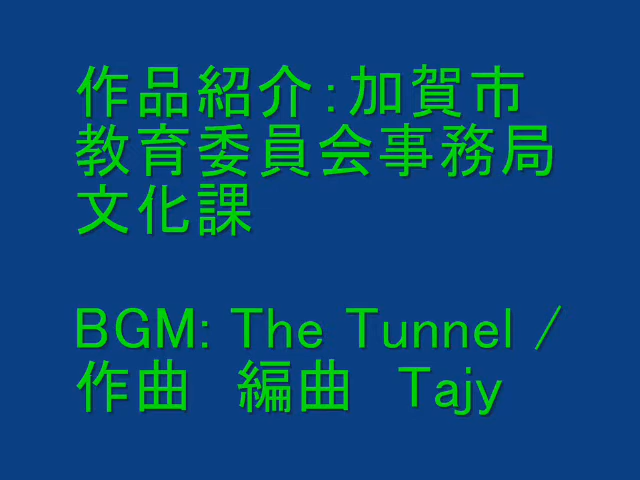 作品紹介：加賀市
教育委員会事務局
文化課
BGM: The Tunnel /
作曲　編曲　Tajy